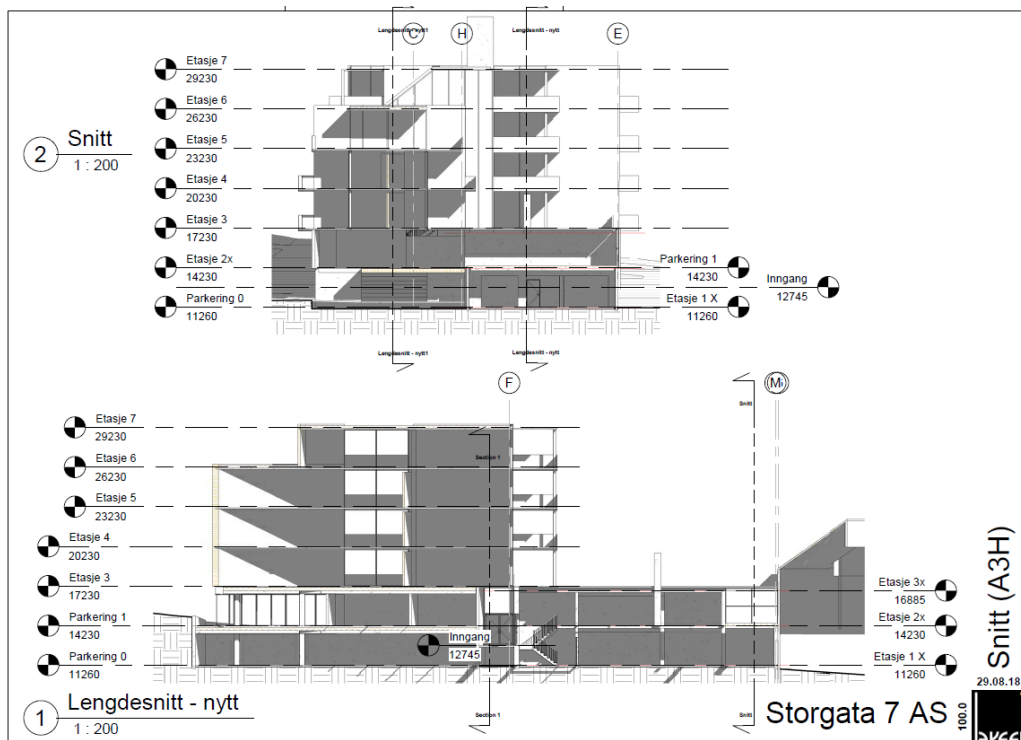 Lengdesnitt - nytt1
C
H
Lengdesnitt - nytt
E
Etasje 7
29230
Etasje 6
26230
2
Snitt
1 : 200
Etasje 5
23230
Etasje 4
20230
Etasje 3
17230
Etasje 2x
14230
Parkering 1
14230
Inngang
12745
Parkering 0
11260
Etasje 1 X
11260
Lengdesnitt - nytt1
Lengdesnitt - nytt
F
M
Snitt
Etasje 7
29230
Etasje 6
26230
Section 1
Etasje 5
23230
Etasje 4
20230
Etasje 3
17230
Etasje 3x
16885
Parkering 1
14230
Etasje 2x
14230
Inngang
12745
Parkering 0
11260
Etasje 1 X
11260
1
Lengdesnitt - nytt
1 : 200
Section 1
Snitt
Storgata 7 AS
100.0
29.08.18
Snitt (A3H)